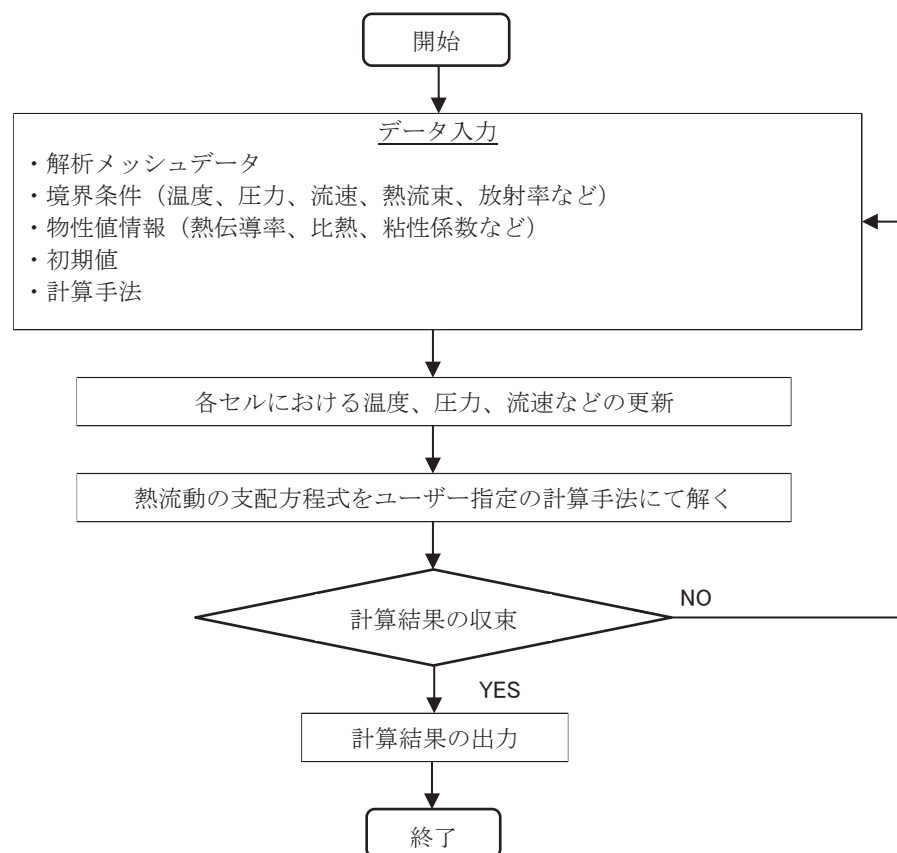 開始
データ入力
・解析メッシュデータ
・境界条件（温度、圧力、流速、熱流束、放射率など）
・物性値情報（熱伝導率、比熱、粘性係数など）
・初期値
・計算手法
各セルにおける温度、圧力、流速などの更新
熱流動の支配方程式をユーザー指定の計算手法にて解く
計算結果の収束
NO
YES
計算結果の出力
終了